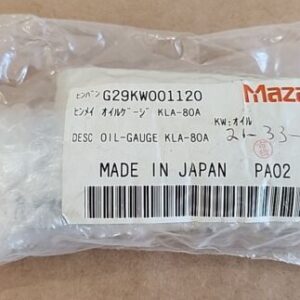 ﾋﾝﾊﾞﾝ G29KW001120
Maza
ﾋﾝﾒｲ ｵｲﾙｹﾞｰｼﾞ KLA-80A
KW:ｵｲﾙ
21-33-
DESC OIL-GAUGE KLA-80A
MADE IN JAPAN PA02